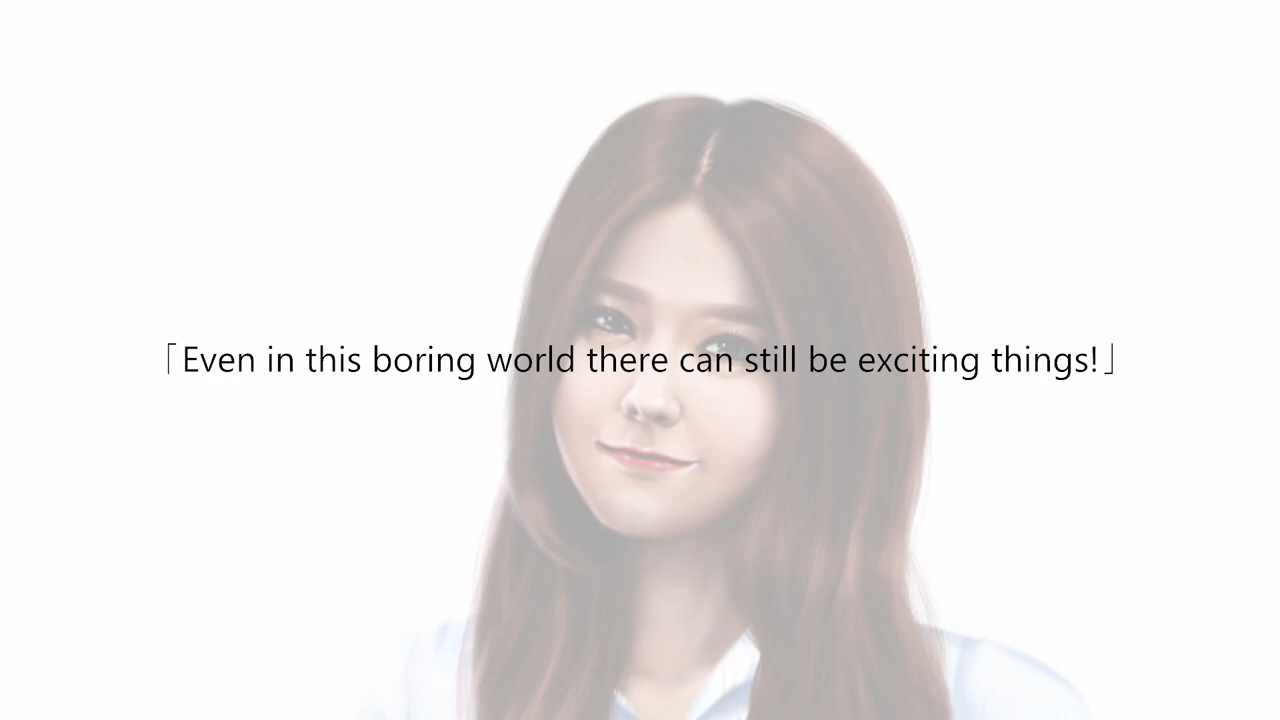 「Even in this boring world there can still be exciting things!」